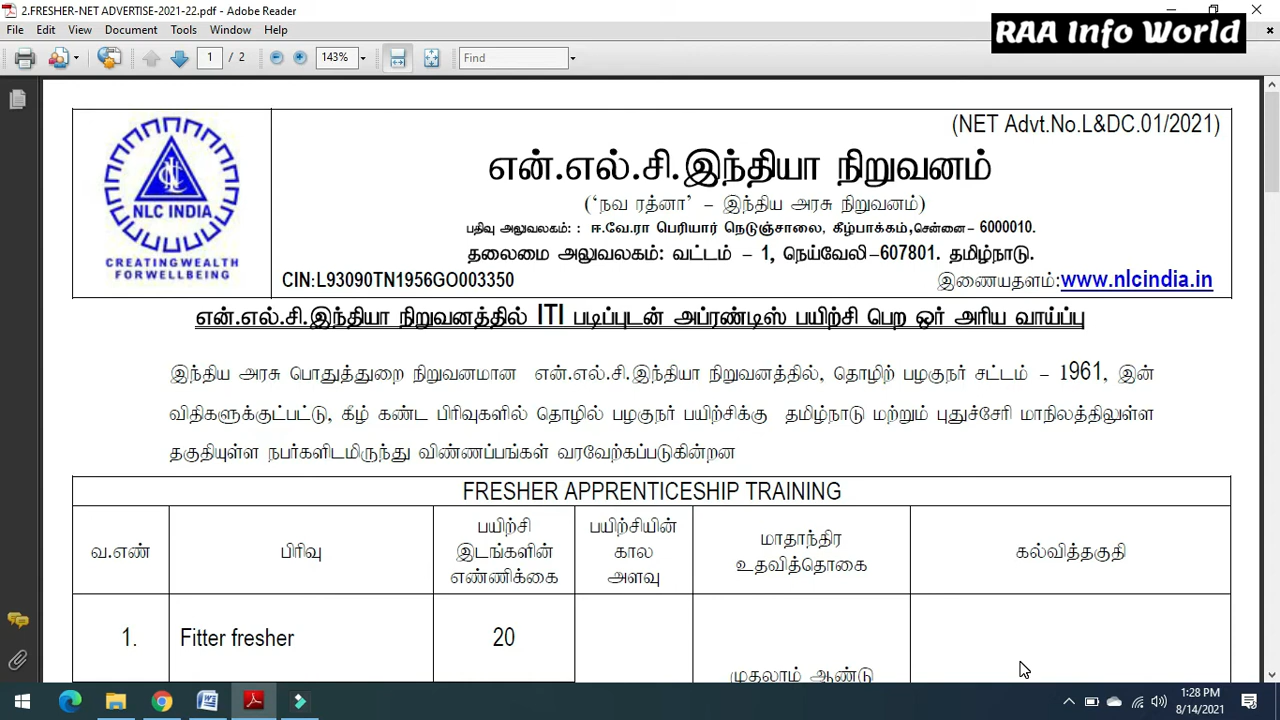 2.FRESHER-NET ADVERTISE-2021-22.pdf - Adobe Reader
RAA Info World
File Edit View Document Tools Window Help
1 / 2 143% Find
(NET Advt.No.L&DC.01/2021)
என்.எல்.சி.இந்தியா நிறுவனம்
(‘நவ ரத்னா’ – இந்திய அரசு நிறுவனம்)
பதிவு அலுவலகம்: : ஈ.வே.ரா பெரியார் நெடுஞ்சாலை, கீழ்பாக்கம்,சென்னை– 6000010.
தலைமை அலுவலகம்: வட்டம் – 1, நெய்வேலி–607801. தமிழ்நாடு.
NLC INDIA
CREATINGWEALTH
FORWELLBEING
CIN:L93090TN1956GO003350 இணையதளம்:www.nlcindia.in
என்.எல்.சி.இந்தியா நிறுவனத்தில் ITI படிப்புடன் அப்ரண்டிஸ் பயிற்சி பெற ஓர் அரிய வாய்ப்பு
இந்திய அரசு பொதுத்துறை நிறுவனமான என்.எல்.சி.இந்தியா நிறுவனத்தில், தொழிற் பழகுநர் சட்டம் – 1961, இன்
விதிகளுக்குட்பட்டு, கீழ் கண்ட பிரிவுகளில் தொழில் பழகுநர் பயிற்சிக்கு தமிழ்நாடு மற்றும் புதுச்சேரி மாநிலத்திலுள்ள
தகுதியுள்ள நபர்களிடமிருந்து விண்ணப்பங்கள் வரவேற்கப்படுகின்றன
FRESHER APPRENTICESHIP TRAINING
வ.எண் பிரிவு பயிற்சி இடங்களின் எண்ணிக்கை பயிற்சியின் கால அளவு மாதாந்திர உதவித்தொகை கல்வித்தகுதி
1. Fitter fresher 20
முதலாம் ஆண்டு
1:28 PM
8/14/2021